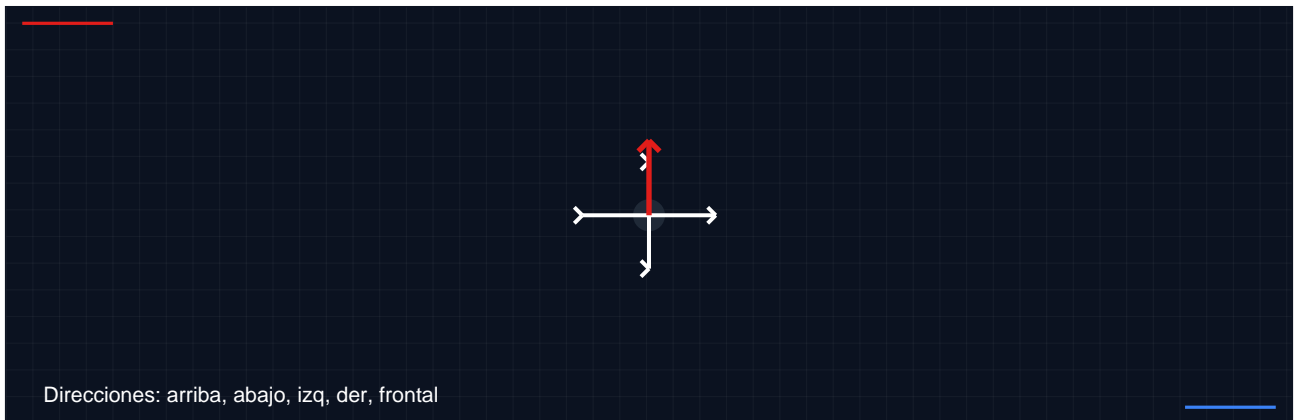 Direcciones: arriba, abajo, izq, der, frontal